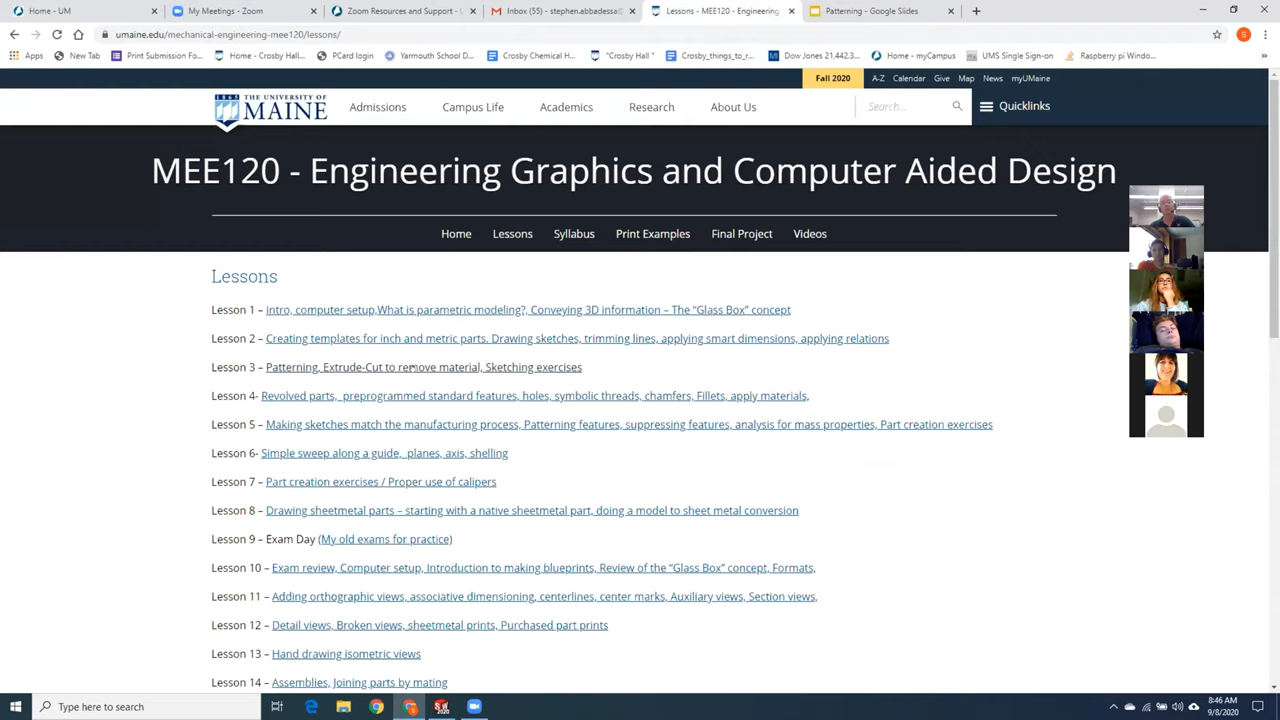 Home - UM
My Meetings - Zoom
Zoom Resources and Support -
Inbox (55) - stephen.abbadessa@
Lessons - MEE120 - Engineering
Patterning - Google Slides
umaine.edu/mechanical-engineering-mee120/lessons/
S
Apps
New Tab
Print Submission Fo...
Home - Crosby Hall...
PCard login
Yarmouth School D...
Crosby Chemical H...
"Crosby Hall "
Crosby_things_to_r...
Dow Jones 21,442.3...
Home - myCampus
UMS Single Sign-on
Raspberry pi Windo...
Fall 2020
A-Z
Calendar
Give
Map
News
myUMaine
THE UNIVERSITY OF
MAINE
Admissions
Campus Life
Academics
Research
About Us
Search...
Quicklinks
MEE120 - Engineering Graphics and Computer Aided Design
Home
Lessons
Syllabus
Print Examples
Final Project
Videos
Lessons
Lesson 1 – Intro, computer setup,What is parametric modeling?, Conveying 3D information – The "Glass Box" concept
Lesson 2 – Creating templates for inch and metric parts. Drawing sketches, trimming lines, applying smart dimensions, applying relations
Lesson 3 – Patterning, Extrude-Cut to remove material, Sketching exercises
Lesson 4- Revolved parts, preprogrammed standard features, holes, symbolic threads, chamfers, Fillets, apply materials,
Lesson 5 – Making sketches match the manufacturing process, Patterning features, suppressing features, analysis for mass properties, Part creation exercises
Lesson 6- Simple sweep along a guide, planes, axis, shelling
Lesson 7 – Part creation exercises / Proper use of calipers
Lesson 8 – Drawing sheetmetal parts – starting with a native sheetmetal part, doing a model to sheet metal conversion
Lesson 9 – Exam Day (My old exams for practice)
Lesson 10 – Exam review, Computer setup, Introduction to making blueprints, Review of the "Glass Box" concept, Formats,
Lesson 11 – Adding orthographic views, associative dimensioning, centerlines, center marks, Auxiliary views, Section views,
Lesson 12 – Detail views, Broken views, sheetmetal prints, Purchased part prints
Lesson 13 – Hand drawing isometric views
Lesson 14 – Assemblies, Joining parts by mating
Type here to search
8:46 AM
9/8/2020